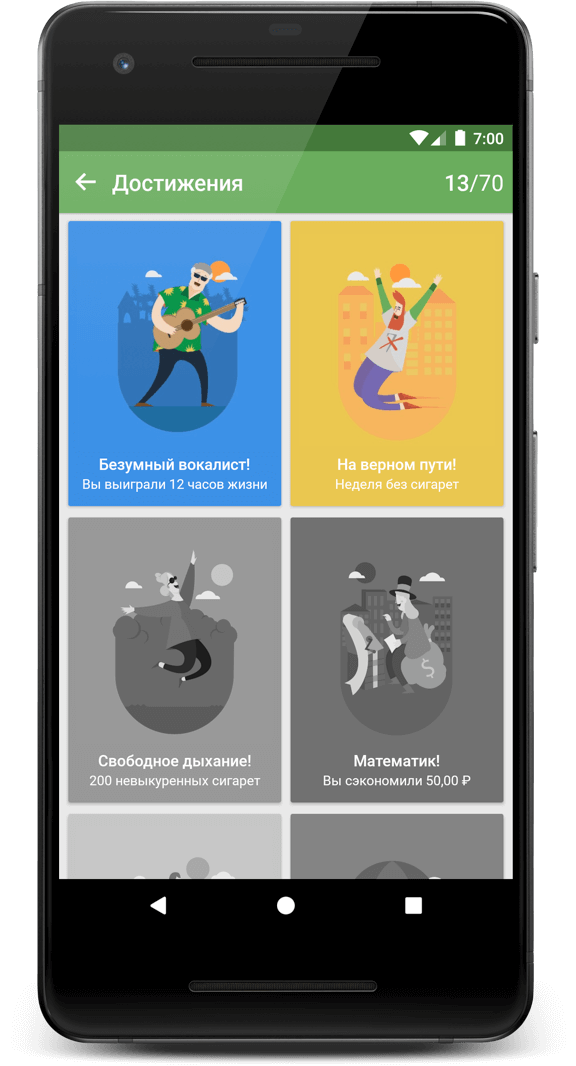 7:00
Достижения 13/70
Безумный вокалист!
Вы выиграли 12 часов жизни
На верном пути!
Неделя без сигарет
Свободное дыхание!
200 невыкуренных сигарет
Математик!
Вы сэкономили 50,00 ₽
$